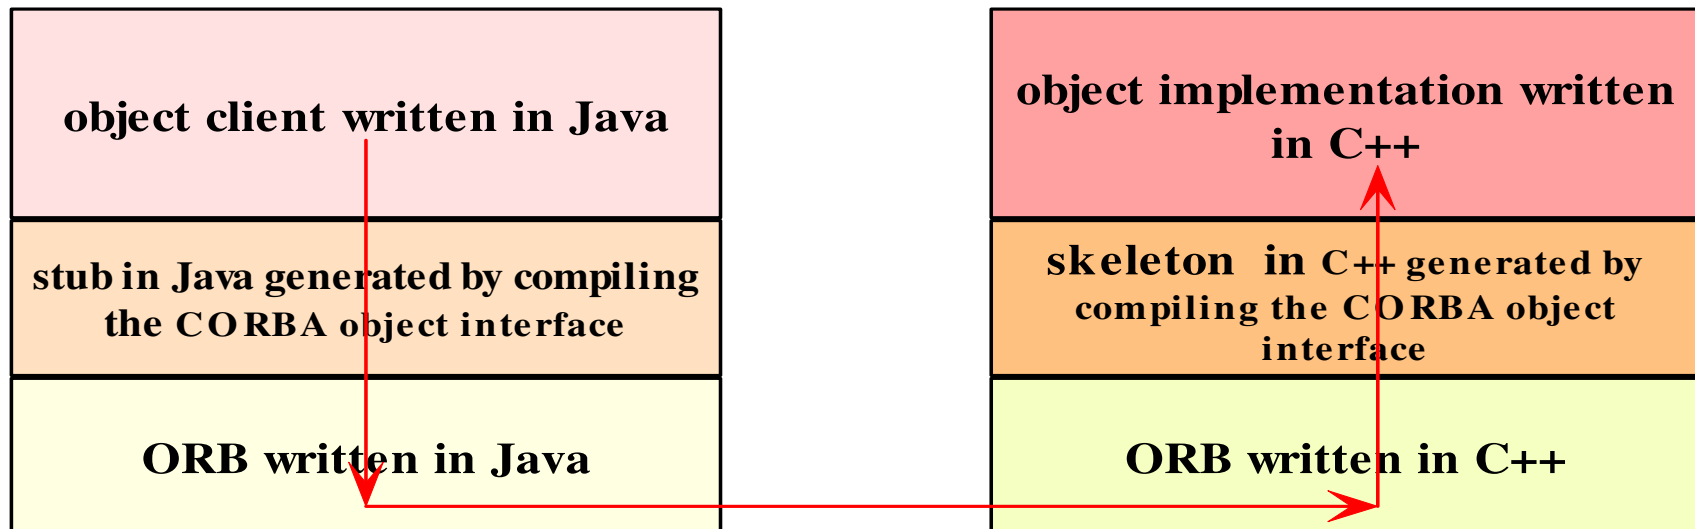 object client written in Java
stub in Java generated by compiling
the CORBA object interface
ORB written in Java
object implementation written
in C++
skeleton in C++ generated by
compiling the CORBA object
interface
ORB written in C++